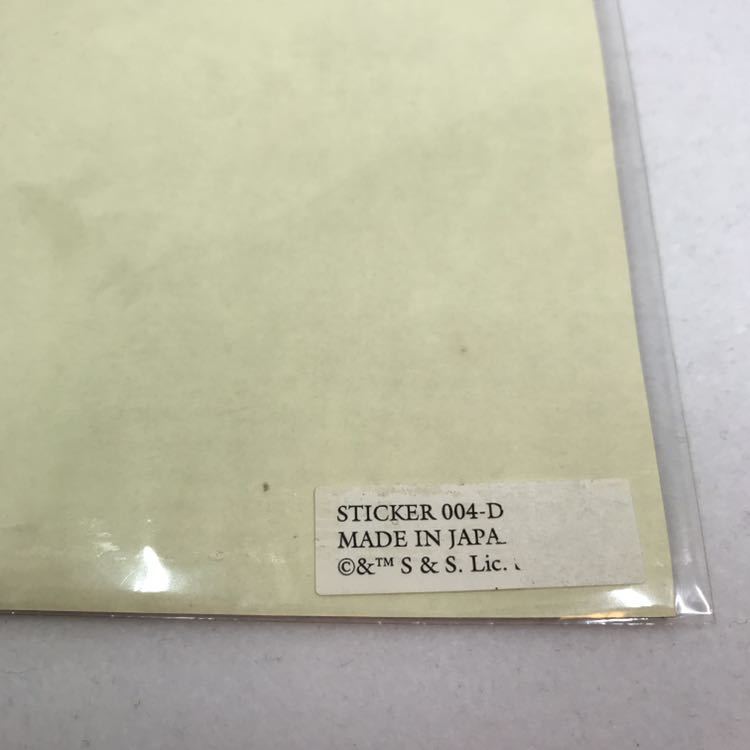 STICKER 004-D
MADE IN JAPA
©&™ S & S. Lic.